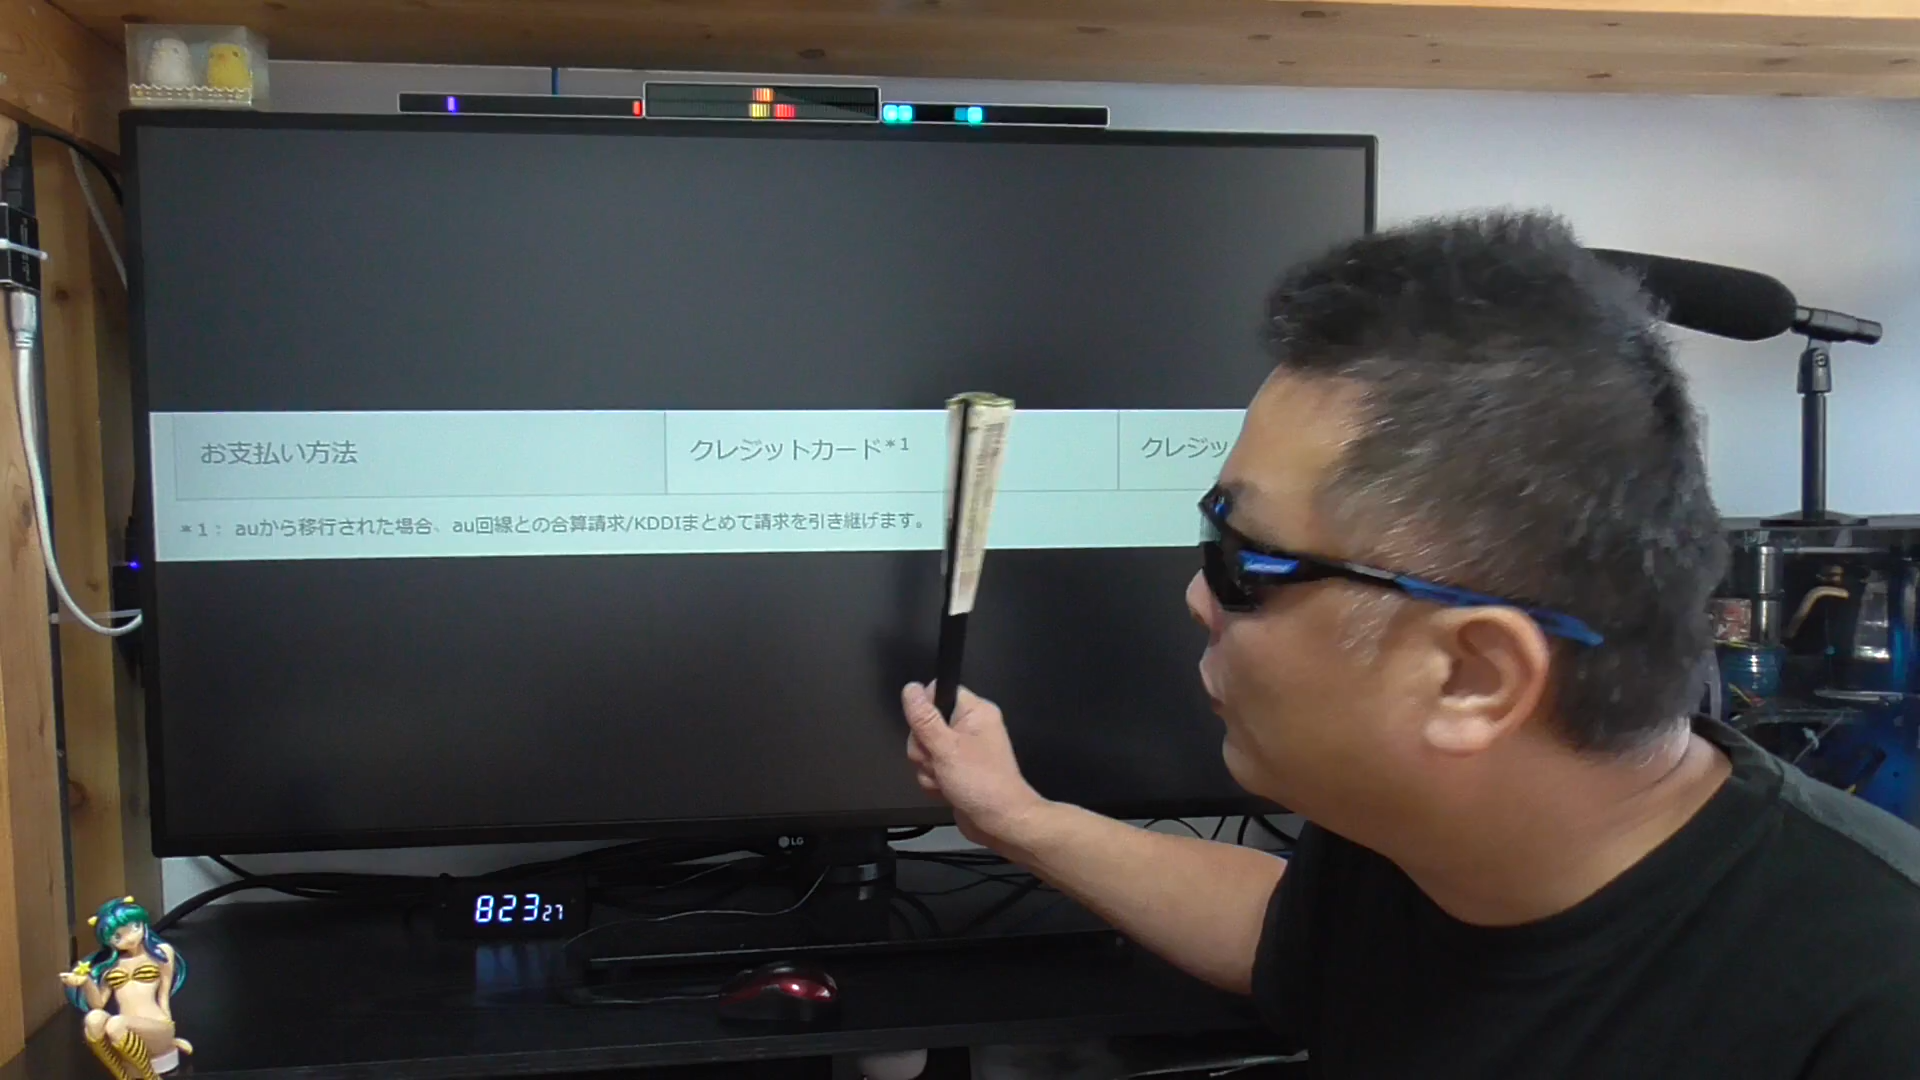 お支払い方法
クレジットカード*1
クレジッ
*1：auから移行された場合、au回線との合算請求/KDDIまとめて請求を引き継げます。
LG
82327